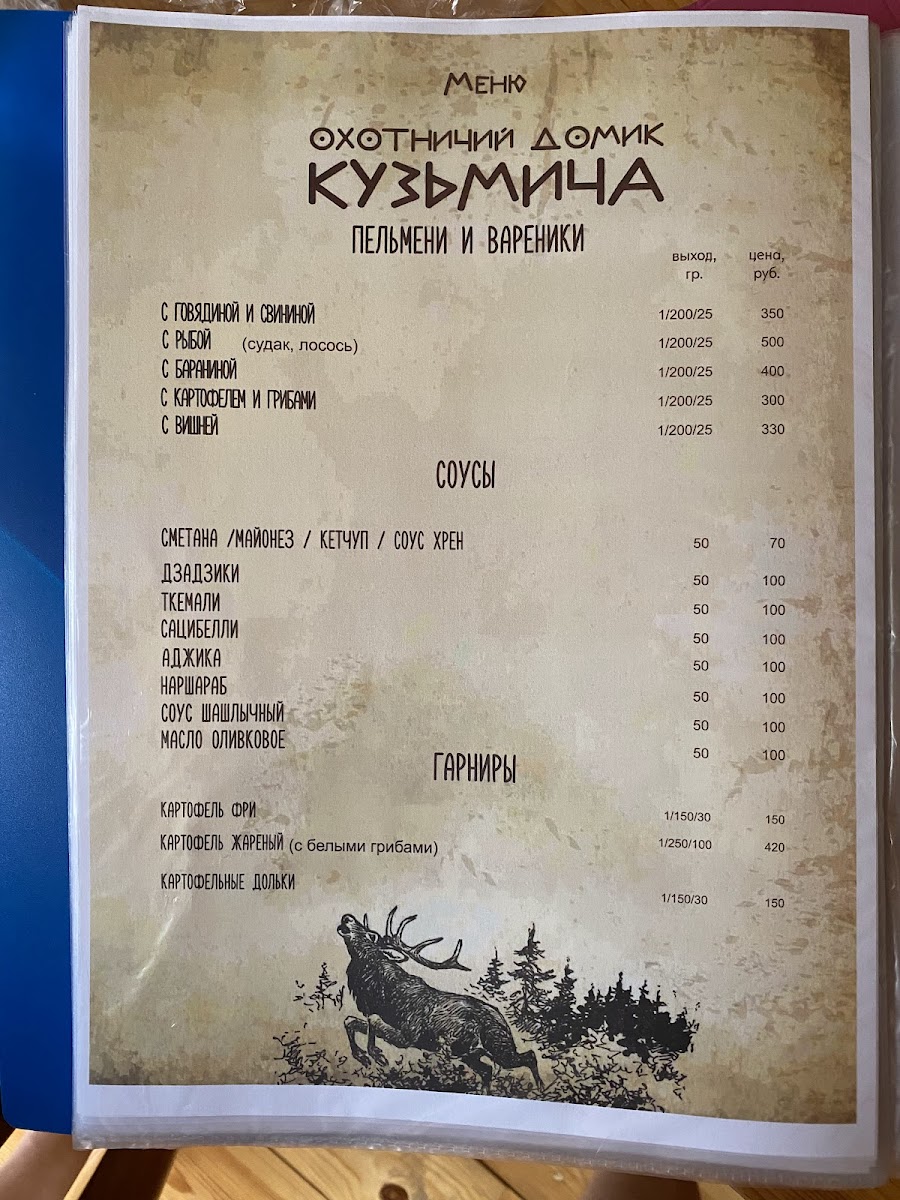 Меню
ОХОТНИЧИЙ ДОМИК
КУЗЬМИЧА
ПЕЛЬМЕНИ И ВАРЕНИКИ
выход, гр. цена, руб.
С ГОВЯДИНОЙ И СВИНИНОЙ 1/200/25 350
С РЫБОЙ (судак, лосось) 1/200/25 500
С БАРАНИНОЙ 1/200/25 400
С КАРТОФЕЛЕМ И ГРИБАМИ 1/200/25 300
С ВИШНЕЙ 1/200/25 330
СОУСЫ
СМЕТАНА /МАЙОНЕЗ / КЕТЧУП / СОУС ХРЕН 50 70
ДЗАДЗИКИ 50 100
ТКЕМАЛИ 50 100
САЦИБЕЛЛИ 50 100
АДЖИКА 50 100
НАРШАРАБ 50 100
СОУС ШАШЛЫЧНЫЙ 50 100
МАСЛО ОЛИВКОВОЕ 50 100
ГАРНИРЫ
КАРТОФЕЛЬ ФРИ 1/150/30 150
КАРТОФЕЛЬ ЖАРЕНЫЙ (с белыми грибами) 1/250/100 420
КАРТОФЕЛЬНЫЕ ДОЛЬКИ 1/150/30 150